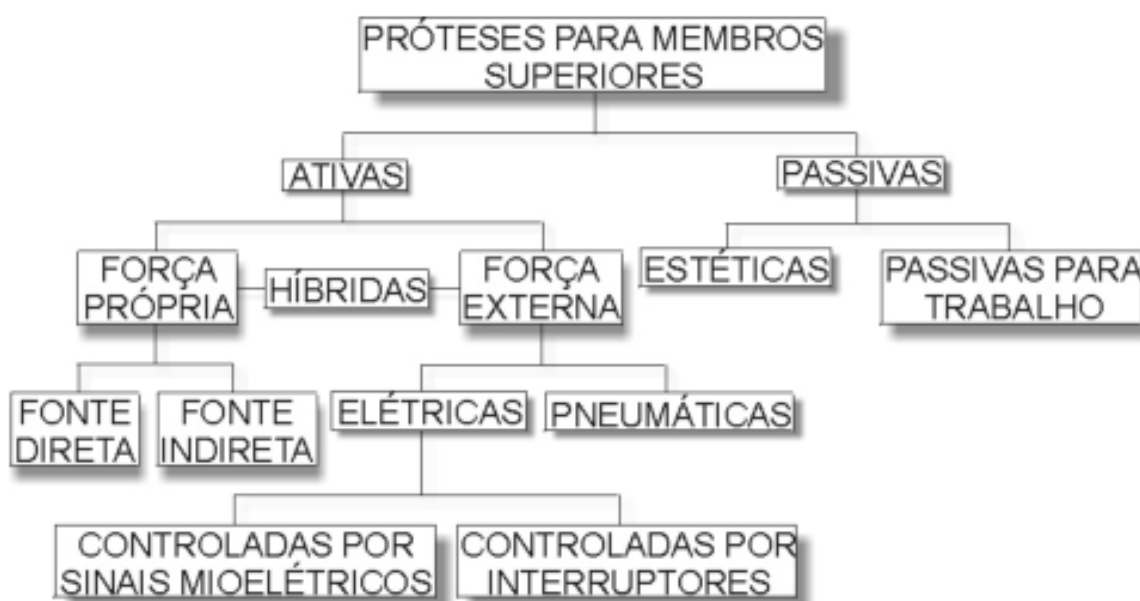 PRÓTESES PARA MEMBROS
SUPERIORES
ATIVAS
PASSIVAS
FORÇA
PRÓPRIA
HÍBRIDAS
FORÇA
EXTERNA
ESTÉTICAS
PASSIVAS PARA
TRABALHO
FONTE
DIRETA
FONTE
INDIRETA
ELÉTRICAS
PNEUMÁTICAS
CONTROLADAS POR
SINAIS MIOELÉTRICOS
CONTROLADAS POR
INTERRUPTORES